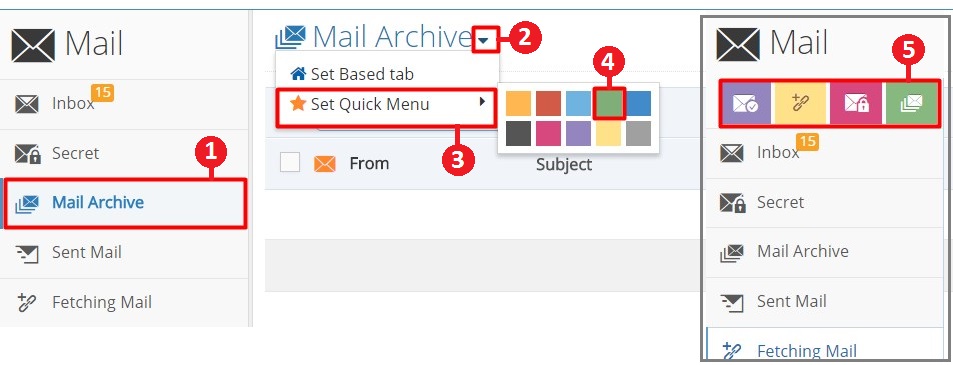 Mail
Inbox 15
Secret
1
Mail Archive
Sent Mail
Fetching Mail
Mail Archive 2
Set Based tab
Set Quick Menu
3
4
From Subject
Mail
5
Inbox 15
Secret
Mail Archive
Sent Mail
Fetching Mail